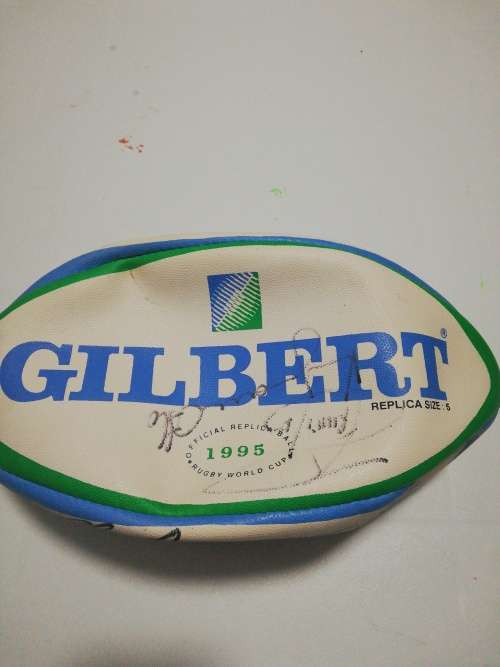 GILBERT®
REPLICA SIZE : 5
OFFICIAL REPLICA BALL
1995
RUGBY WORLD CUP